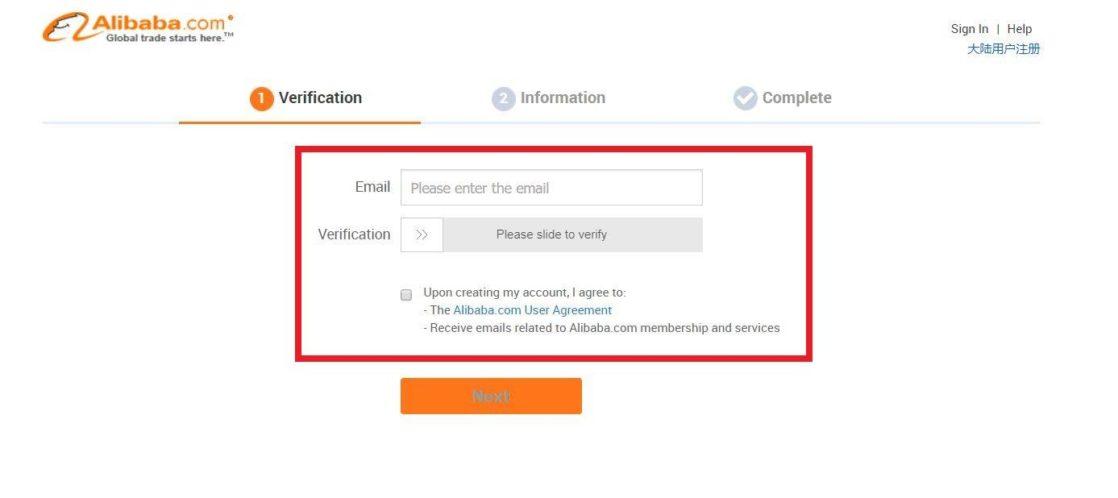 Alibaba.com®
Global trade starts here.™
Sign In | Help
大陆用户注册
1 Verification
2 Information
Complete
Email Please enter the email
Verification >> Please slide to verify
Upon creating my account, I agree to:
- The Alibaba.com User Agreement
- Receive emails related to Alibaba.com membership and services
Next